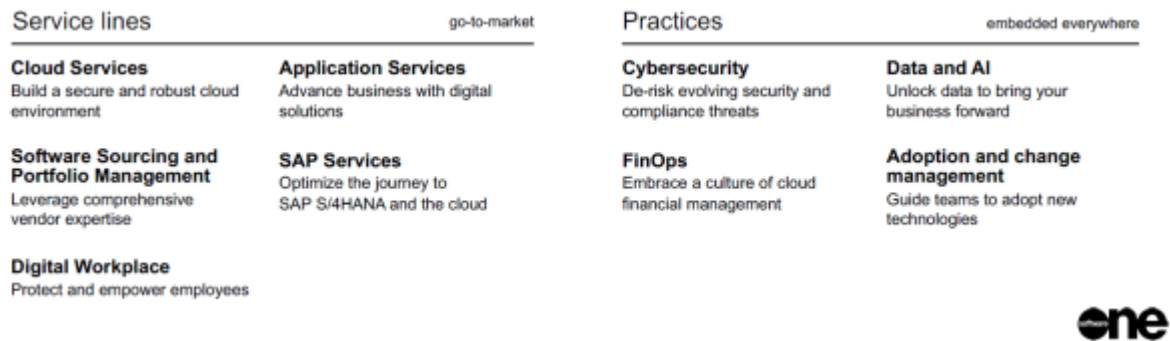 Service lines
go-to-market
Cloud Services
Build a secure and robust cloud
environment
Application Services
Advance business with digital
solutions
Software Sourcing and
Portfolio Management
Leverage comprehensive
vendor expertise
SAP Services
Optimize the journey to
SAP S/4HANA and the cloud
Digital Workplace
Protect and empower employees
Practices
embedded everywhere
Cybersecurity
De-risk evolving security and
compliance threats
Data and AI
Unlock data to bring your
business forward
FinOps
Embrace a culture of cloud
financial management
Adoption and change
management
Guide teams to adopt new
technologies
software one